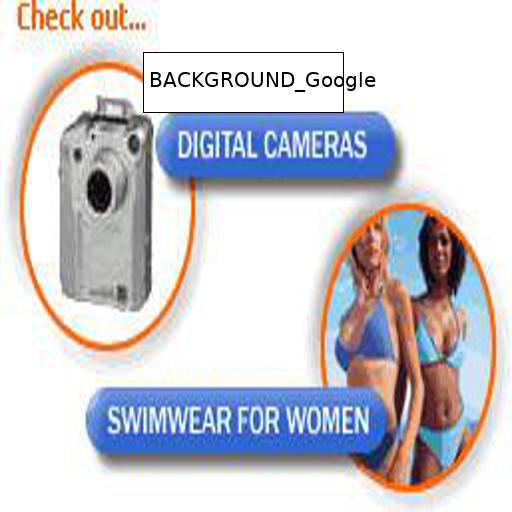 Check out...
BACKGROUND_Google
DIGITAL CAMERAS
SWIMWEAR FOR WOMEN